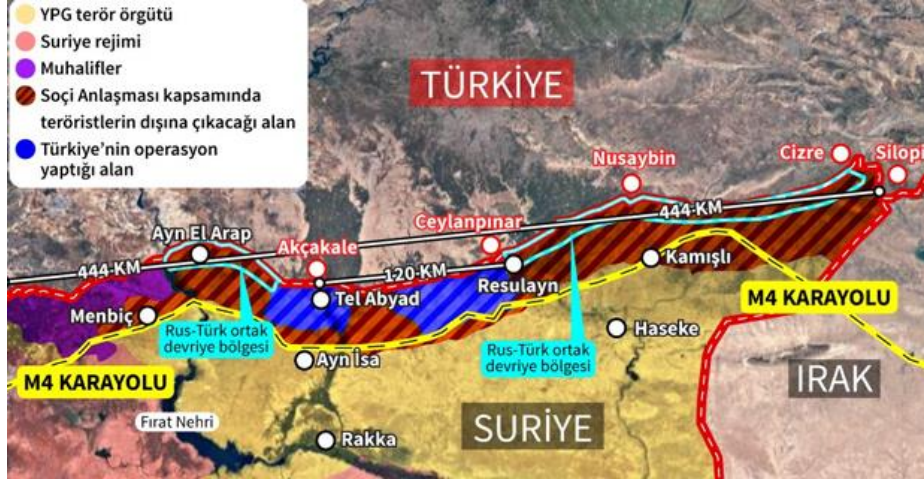 YPG terör örgütü
Suriye rejimi
Muhalifler
Soçi Anlaşması kapsamında
teröristlerin dışına çıkacağı alan
Türkiye'nin operasyon
yaptığı alan
TÜRKİYE
Cizre
Silopi
Nusaybin
444 KM
Ceylanpınar
Ayn El Arap
Akçakale
444 KM
120 KM
Kamışlı
Resulayn
Tel Abyad
M4 KARAYOLU
Menbiç
Haseke
Rus-Türk ortak
devriye bölgesi
Rus-Türk ortak
devriye bölgesi
Ayn İsa
M4 KARAYOLU
IRAK
Fırat Nehri
SURİYE
Rakka